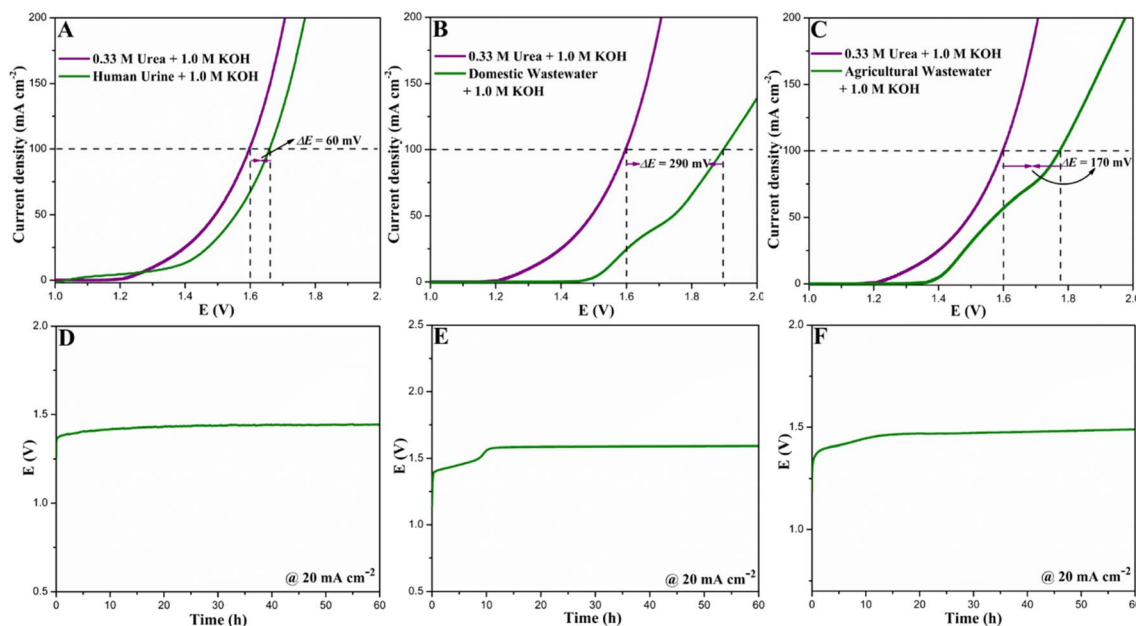 A
0.33 M Urea + 1.0 M KOH
Human Urine + 1.0 M KOH
ΔE = 60 mV
200
150
100
50
0
Current density (mA cm⁻²)
1.0 1.2 1.4 1.6 1.8 2.
E (V)
B
0.33 M Urea + 1.0 M KOH
Domestic Wastewater
+ 1.0 M KOH
ΔE = 290 mV
200
150
100
50
0
Current density (mA cm⁻²)
1.0 1.2 1.4 1.6 1.8 2.0
E (V)
C
0.33 M Urea + 1.0 M KOH
Agricultural Wastewater
+ 1.0 M KOH
ΔE = 170 mV
200
150
100
50
0
Current density (mA cm⁻²)
1.0 1.2 1.4 1.6 1.8 2.0
E (V)
D
2.0
1.5
1.0
0.5
E (V)
@ 20 mA cm⁻²
0 10 20 30 40 50 60
Time (h)
E
2.5
2.0
1.5
1.0
0.5
E (V)
@ 20 mA cm⁻²
0 10 20 30 40 50 60
Time (h)
F
2.0
1.5
1.0
E (V)
@ 20 mA cm⁻²
0 10 20 30 40 50 60
Time (h)